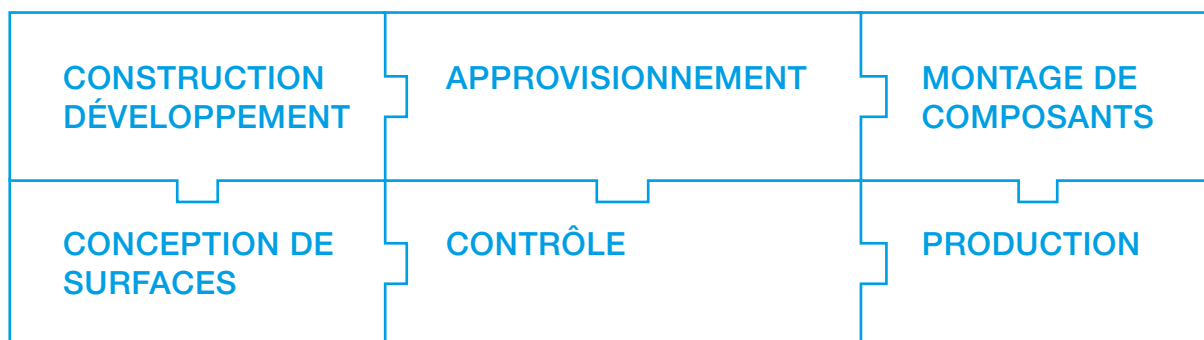 CONSTRUCTION
DÉVELOPPEMENT
APPROVISIONNEMENT
MONTAGE DE
COMPOSANTS
CONCEPTION DE
SURFACES
CONTRÔLE
PRODUCTION